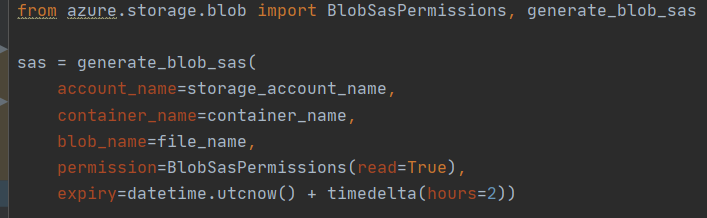 from azure.storage.blob import BlobSasPermissions, generate_blob_sas
sas = generate_blob_sas(
account_name=storage_account_name,
container_name=container_name,
blob_name=file_name,
permission=BlobSasPermissions(read=True),
expiry=datetime.utcnow() + timedelta(hours=2))